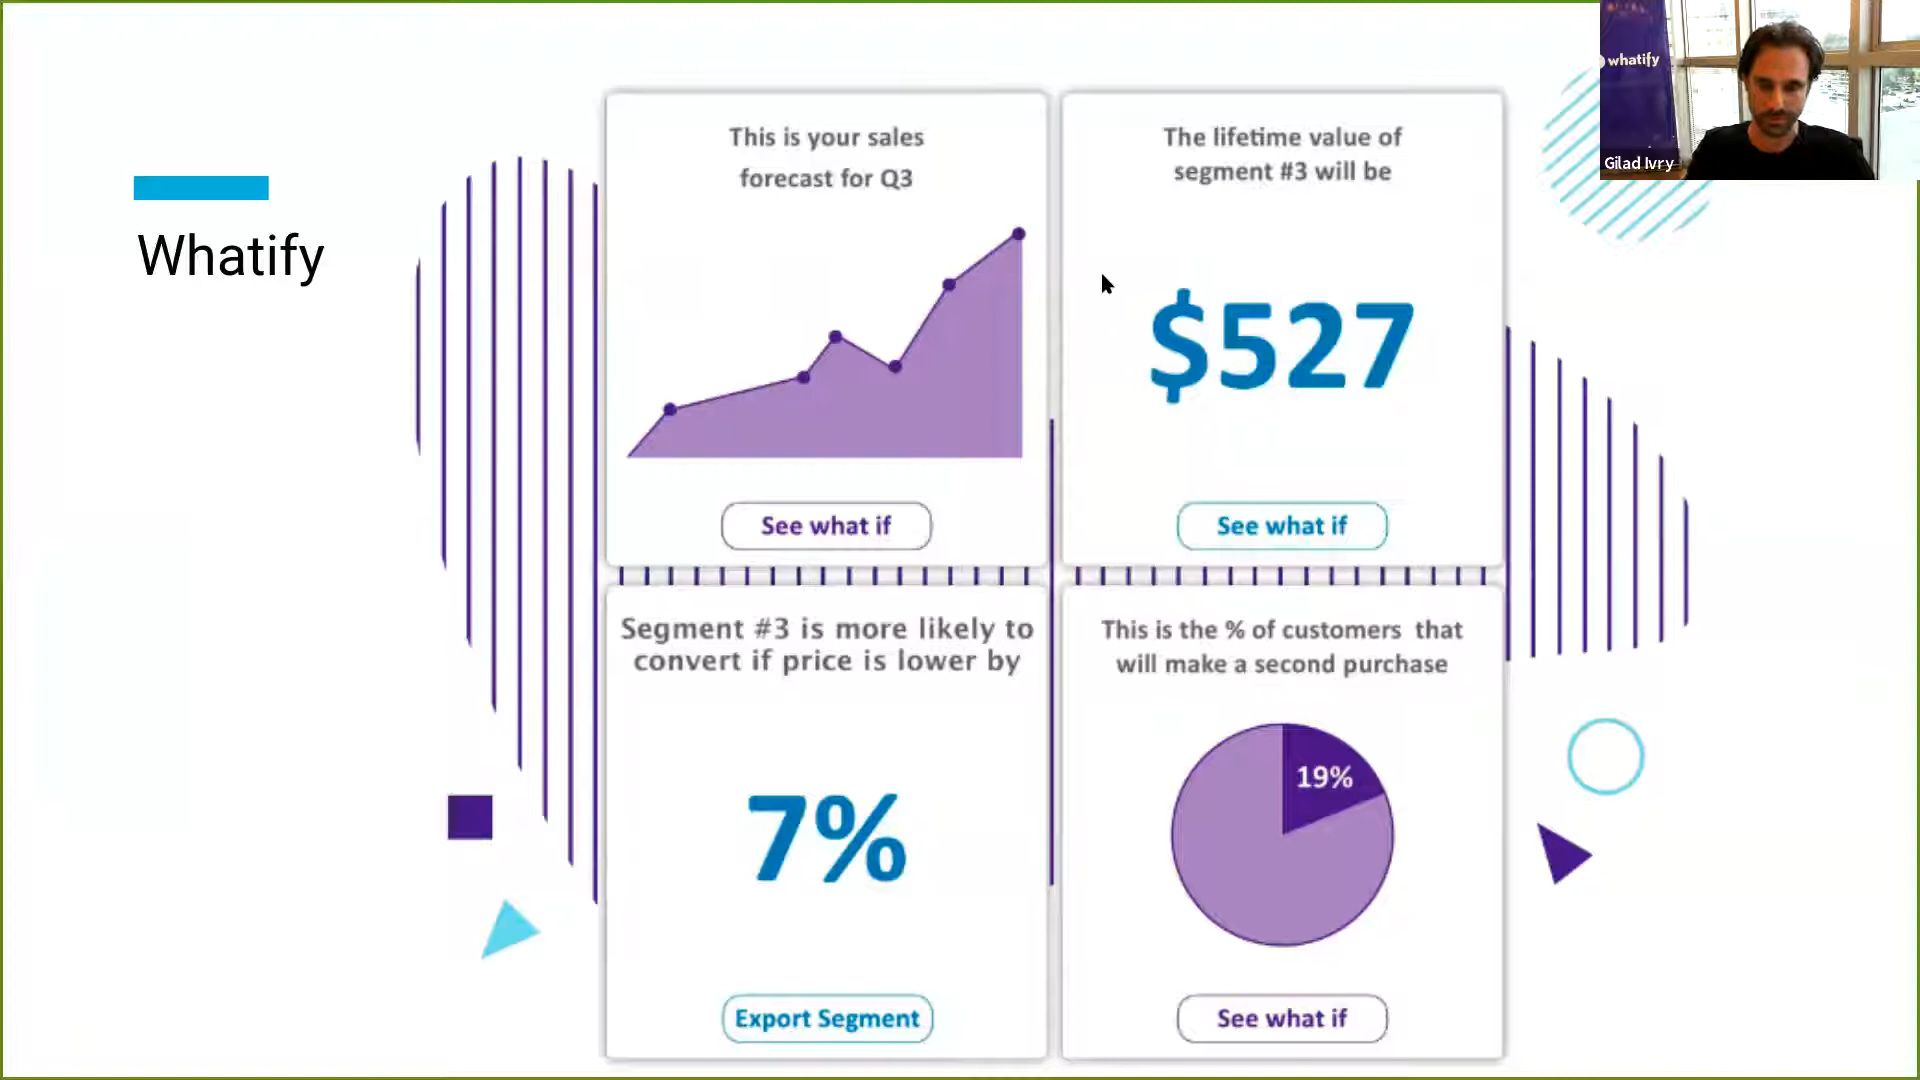 whatify
Gilad Ivry
Whatify
This is your sales
forecast for Q3
See what if
The lifetime value of
segment #3 will be
$527
See what if
Segment #3 is more likely to
convert if price is lower by
7%
Export Segment
This is the % of customers that
will make a second purchase
19%
See what if